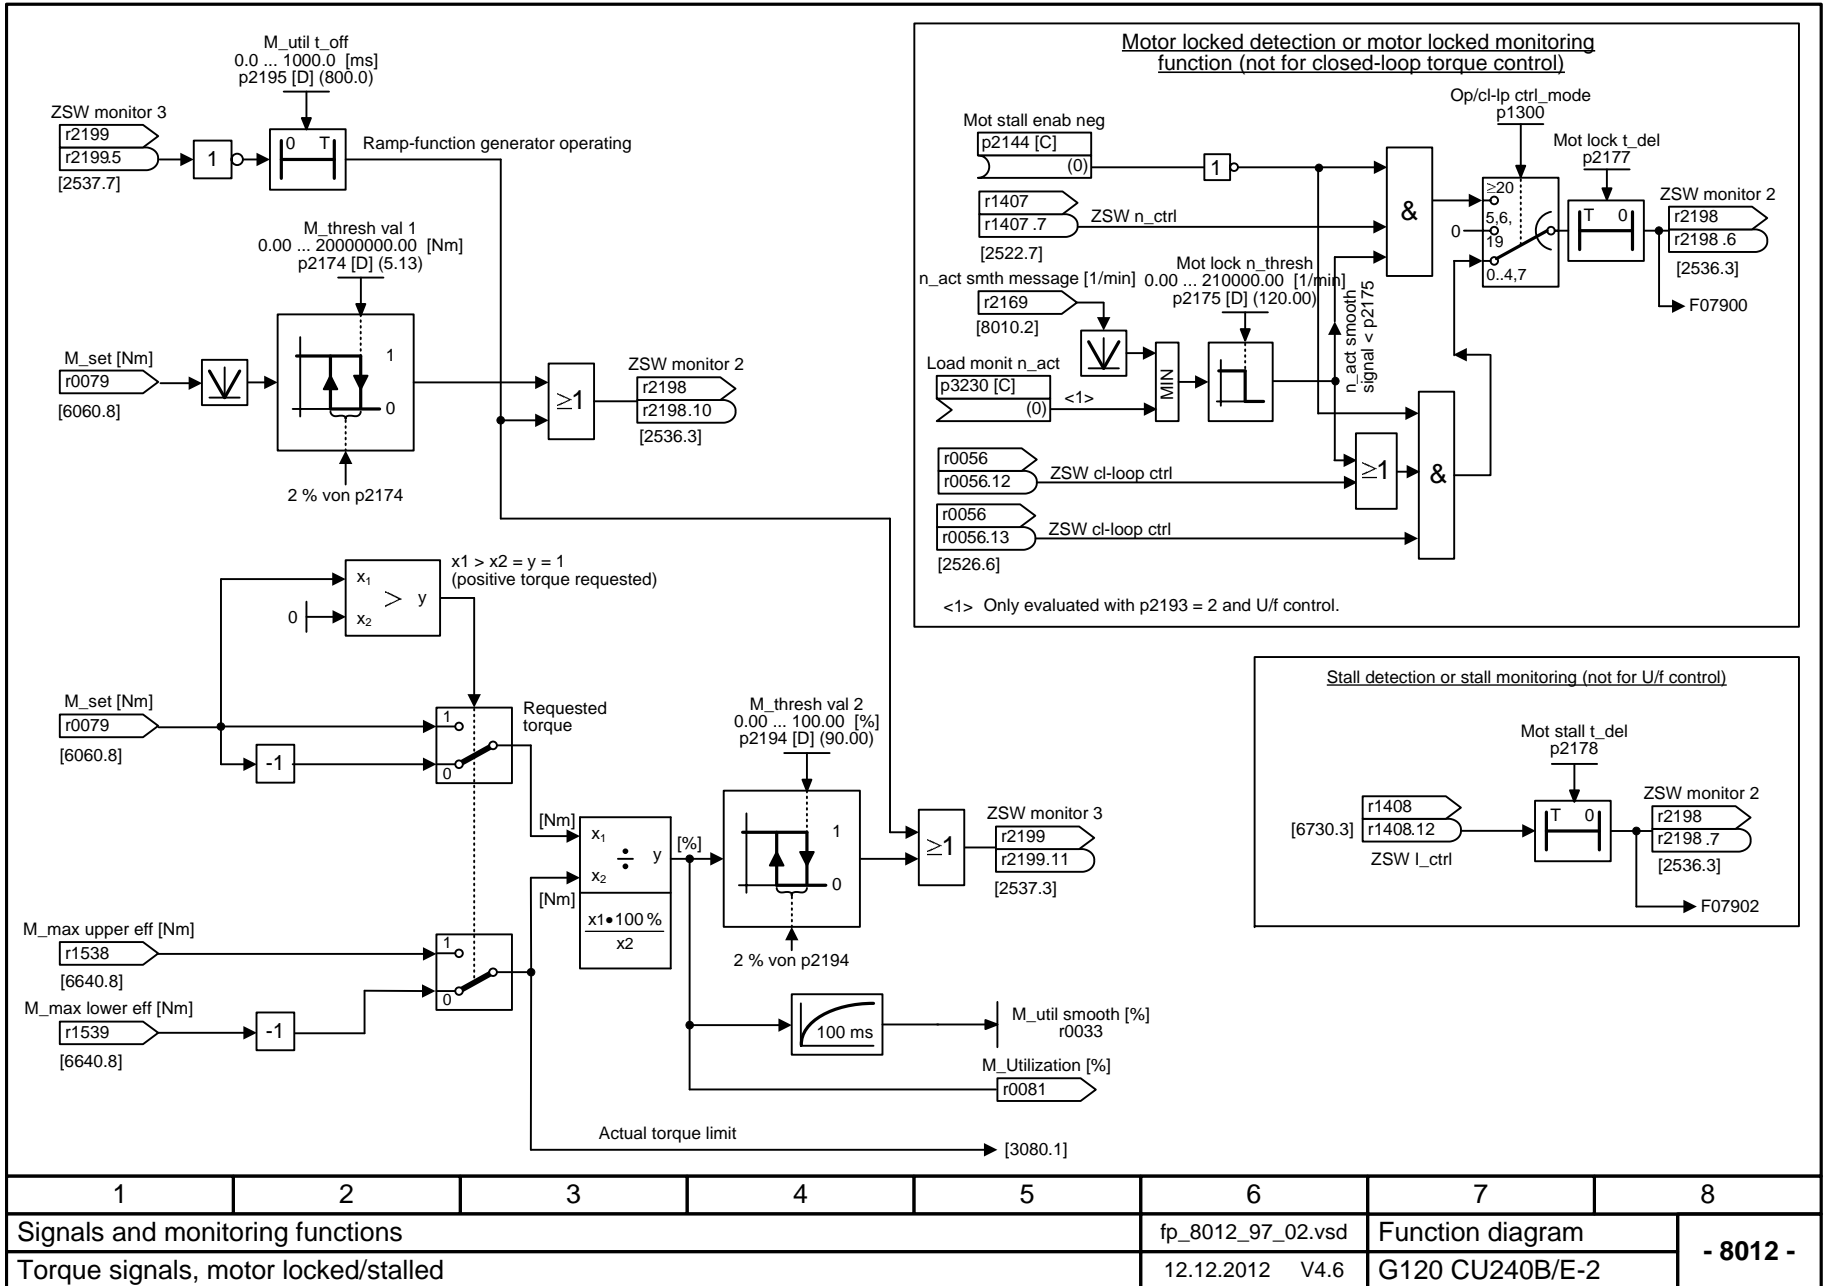 M_util t_off
0.0 ... 1000.0 [ms]
p2195 [D] (800.0)
ZSW monitor 3
r2199
r2199.5
[2537.7]
1
0 T
Ramp-function generator operating
M_thresh val 1
0.00 ... 20000000.00 [Nm]
p2174 [D] (5.13)
M_set [Nm]
r0079
[6060.8]
1
0
2 % von p2174
≥1
ZSW monitor 2
r2198
r2198.10
[2536.3]
x1 > x2 = y = 1
(positive torque requested)
x1
> y
x2
0
M_set [Nm]
r0079
[6060.8]
-1
1
0
Requested
torque
M_max upper eff [Nm]
r1538
[6640.8]
M_max lower eff [Nm]
r1539
[6640.8]
-1
1
0
[Nm]
[Nm]
x1
÷ y
x2
x1•100 %
x2
[%]
M_thresh val 2
0.00 ... 100.00 [%]
p2194 [D] (90.00)
1
0
2 % von p2194
≥1
ZSW monitor 3
r2199
r2199.11
[2537.3]
100 ms
M_util smooth [%]
r0033
M_Utilization [%]
r0081
Actual torque limit
[3080.1]
Motor locked detection or motor locked monitoring
function (not for closed-loop torque control)
Mot stall enab neg
p2144 [C]
(0)
1
r1407
r1407 .7
ZSW n_ctrl
[2522.7]
n_act smth message [1/min]
r2169
[8010.2]
Mot lock n_thresh
0.00 ... 210000.00 [1/min]
p2175 [D] (120.00)
Load monit n_act
p3230 [C]
(0)
<1>
MIN
n_act smooth
signal < p2175
r0056
r0056.12
ZSW cl-loop ctrl
r0056
r0056.13
ZSW cl-loop ctrl
[2526.6]
≥1
&
&
Op/cl-lp ctrl_mode
p1300
≥20
5,6,
19
0..4,7
0
Mot lock t_del
p2177
T 0
ZSW monitor 2
r2198
r2198 .6
[2536.3]
F07900
<1> Only evaluated with p2193 = 2 and U/f control.
Stall detection or stall monitoring (not for U/f control)
Mot stall t_del
p2178
[6730.3]
r1408
r1408.12
ZSW I_ctrl
T 0
ZSW monitor 2
r2198
r2198 .7
[2536.3]
F07902
1 2 3 4 5 6 7 8
Signals and monitoring functions
fp_8012_97_02.vsd
Function diagram
- 8012 -
Torque signals, motor locked/stalled
12.12.2012 V4.6
G120 CU240B/E-2